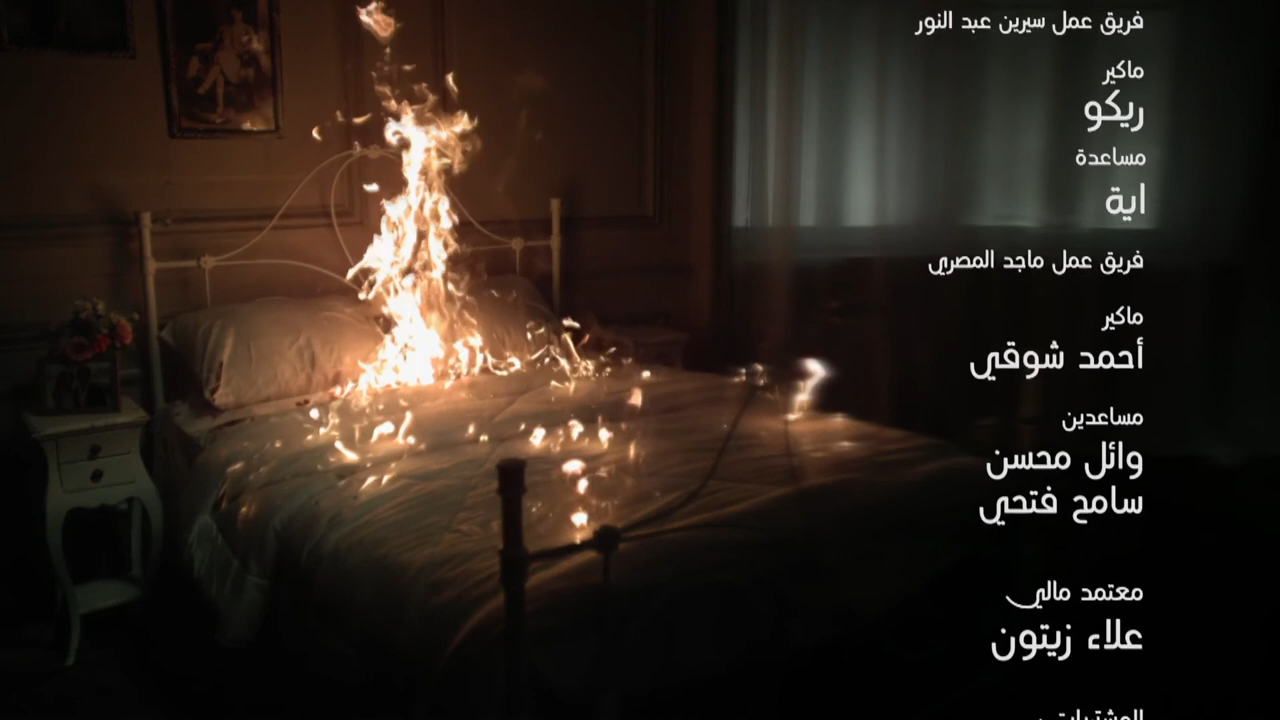 فريق عمل سيرين عبد النور
ماكير
ريكو
مساعدة
اية
فريق عمل ماجد المصري
ماكير
أحمد شوقي
مساعدين
وائل محسن
سامح فتحي
معتمد مالي
علاء زيتون